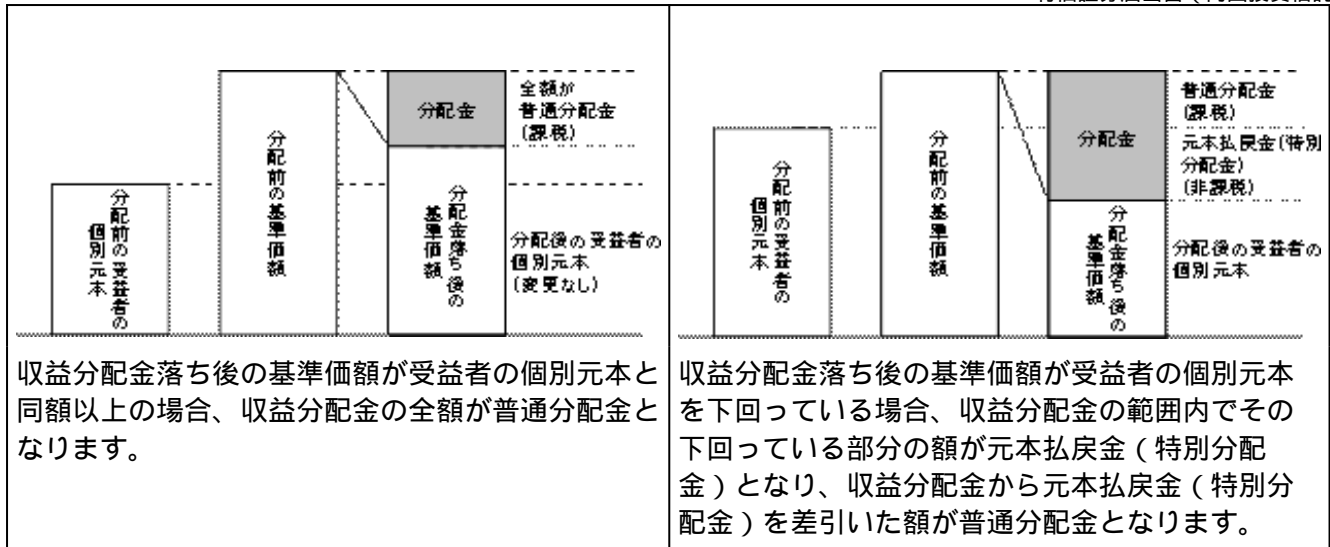 分配前の受益者の
個別元本
分配前の基準価額
分配金
分配金落ち後の
基準価額
全額が
普通分配金
(課税)
分配後の受益者の
個別元本
(変更なし)
収益分配金落ち後の基準価額が受益者の個別元本と
同額以上の場合、収益分配金の全額が普通分配金と
なります。
分配前の受益者の
個別元本
分配前の基準価額
分配金
分配金落ち後の
基準価額
普通分配金
(課税)
元本払戻金(特別
分配金)
(非課税)
分配後の受益者の
個別元本
収益分配金落ち後の基準価額が受益者の個別元本
を下回っている場合、収益分配金の範囲内でその
下回っている部分の額が元本払戻金（特別分配
金）となり、収益分配金から元本払戻金（特別分
配金）を差引いた額が普通分配金となります。